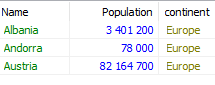 Name Population continent
Albania 3 401 200 Europe
Andorra 78 000 Europe
Austria 82 164 700 Europe